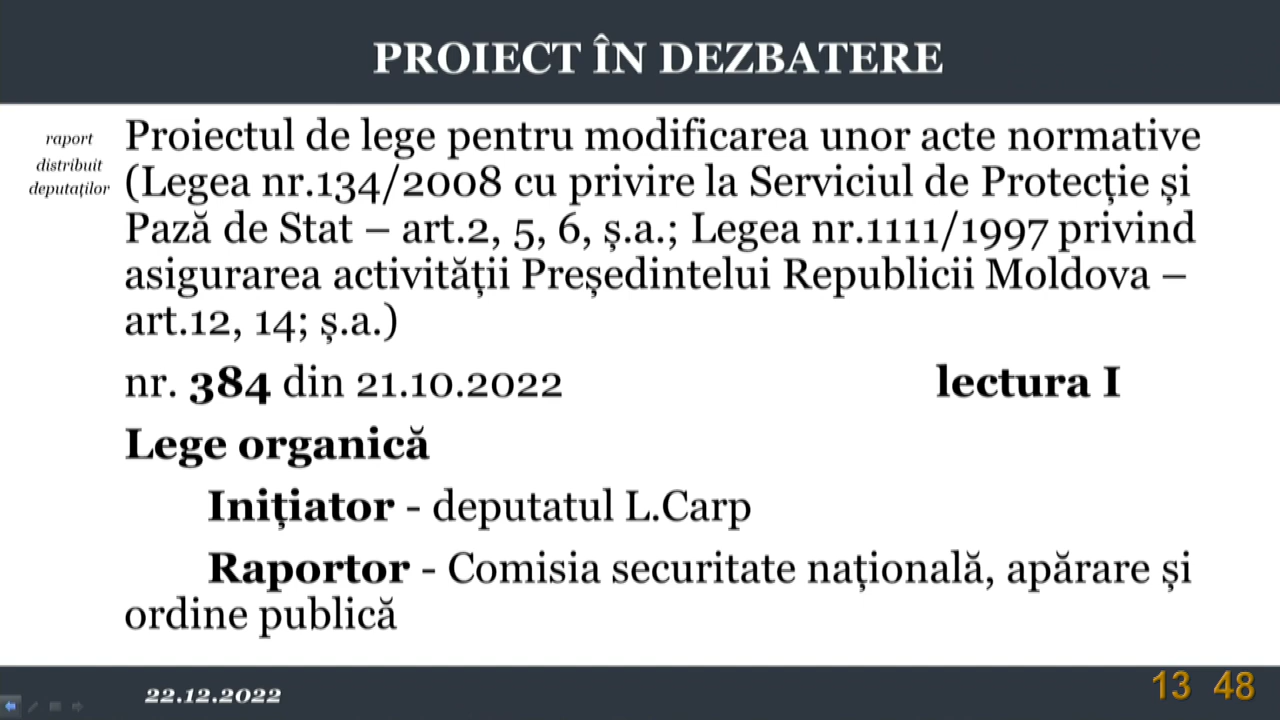 PROIECT ÎN DEZBATERE
raport
distribuit
deputaților
Proiectul de lege pentru modificarea unor acte normative
(Legea nr.134/2008 cu privire la Serviciul de Protecție și
Pază de Stat – art.2, 5, 6, ș.a.; Legea nr.1111/1997 privind
asigurarea activității Președintelui Republicii Moldova –
art.12, 14; ș.a.)
nr. 384 din 21.10.2022 lectura I
Lege organică
Inițiator - deputatul L.Carp
Raportor - Comisia securitate națională, apărare și
ordine publică
22.12.2022
13 48